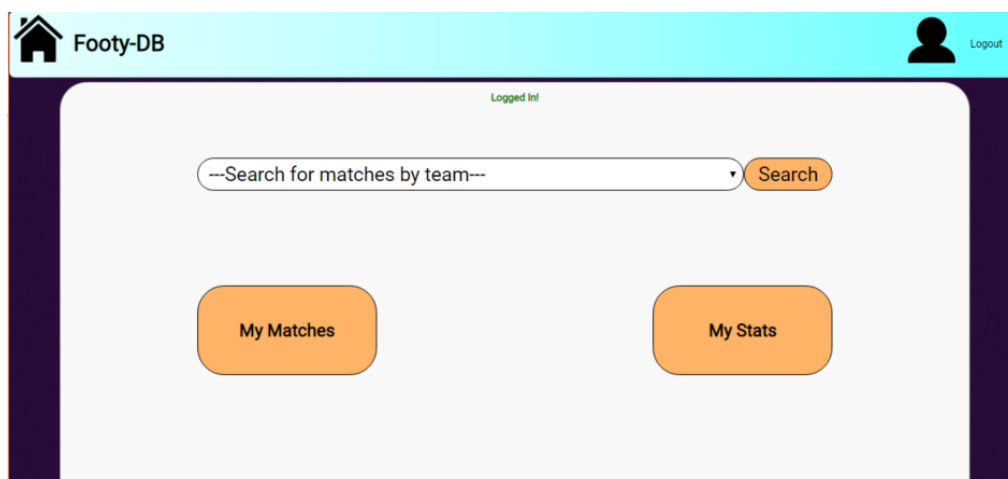 Footy-DB
Logout
Logged In!
---Search for matches by team---
Search
My Matches
My Stats